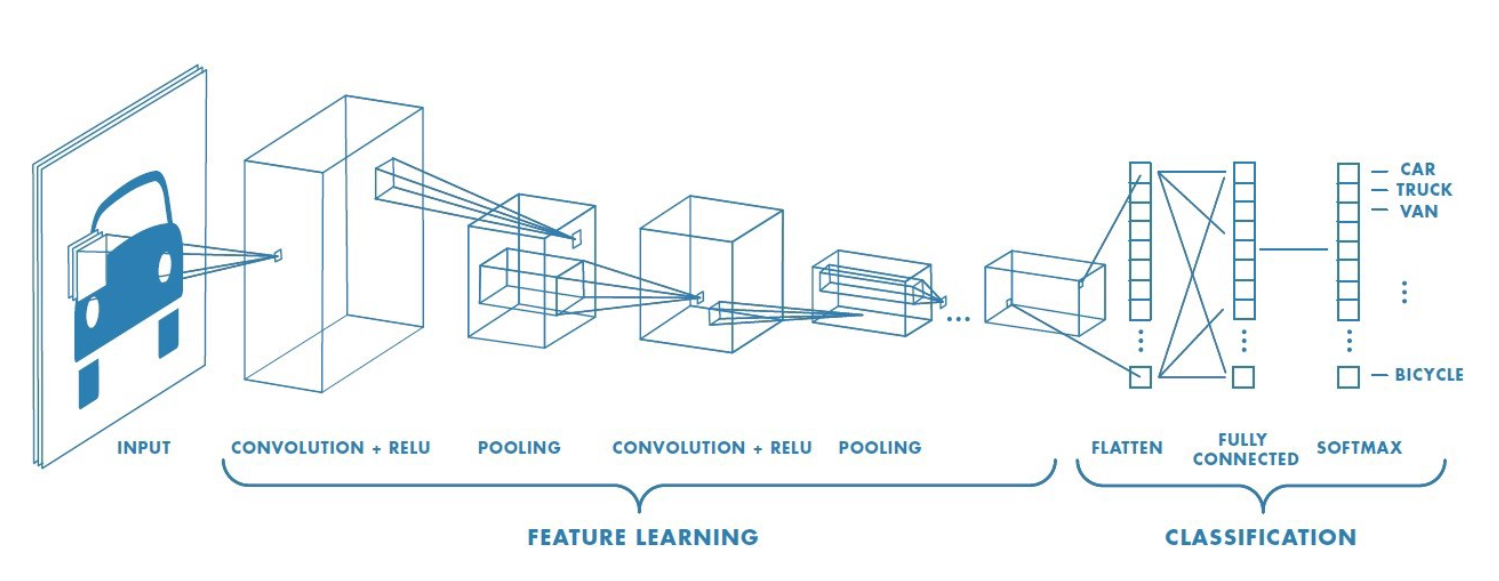 CAR
TRUCK
VAN
BICYCLE
INPUT
CONVOLUTION + RELU
POOLING
CONVOLUTION + RELU
POOLING
FLATTEN
FULLY
CONNECTED
SOFTMAX
FEATURE LEARNING
CLASSIFICATION